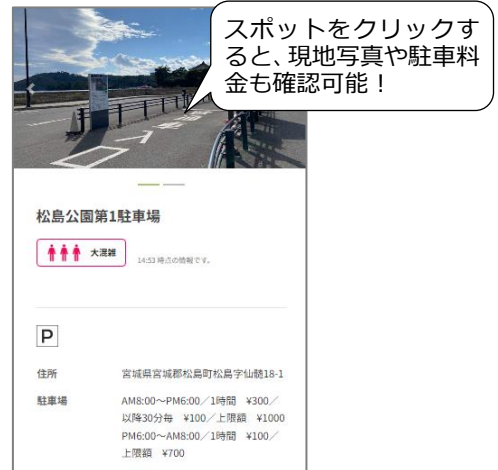 スポットをクリックす
ると、現地写真や駐車料
金も確認可能！
松島公園第1駐車場
大混雑
14:53 時点の情報です。
P
住所 宮城県宮城郡松島町松島字仙髄18-1
駐車場 AM8:00～PM6:00／1時間 ¥300／
以降30分毎 ¥100／上限額 ¥1000
PM6:00～AM8:00／1時間 ¥100／
上限額 ¥700